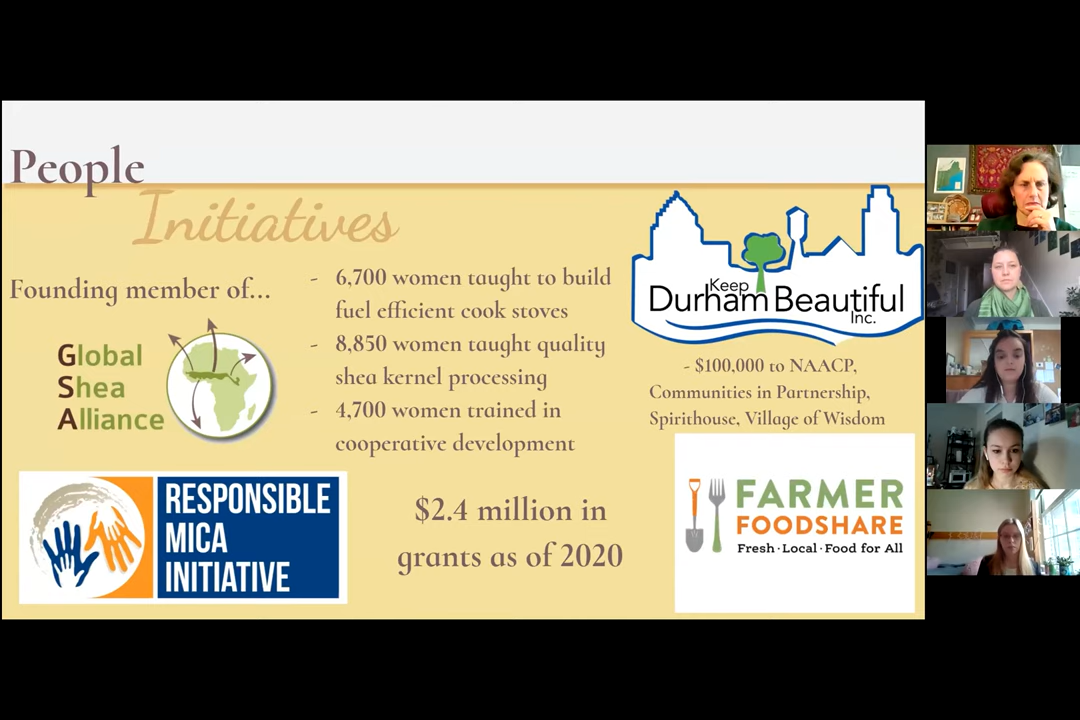 People
Initiatives
Founding member of...
Global
Shea
Alliance
- 6,700 women taught to build
fuel efficient cook stoves
- 8,850 women taught quality
shea kernel processing
- 4,700 women trained in
cooperative development
Keep
Durham Beautiful
Inc.
- $100,000 to NAACP,
Communities in Partnership,
Spirithouse, Village of Wisdom
RESPONSIBLE
MICA
INITIATIVE
$2.4 million in
grants as of 2020
FARMER
FOODSHARE
Fresh · Local · Food for All